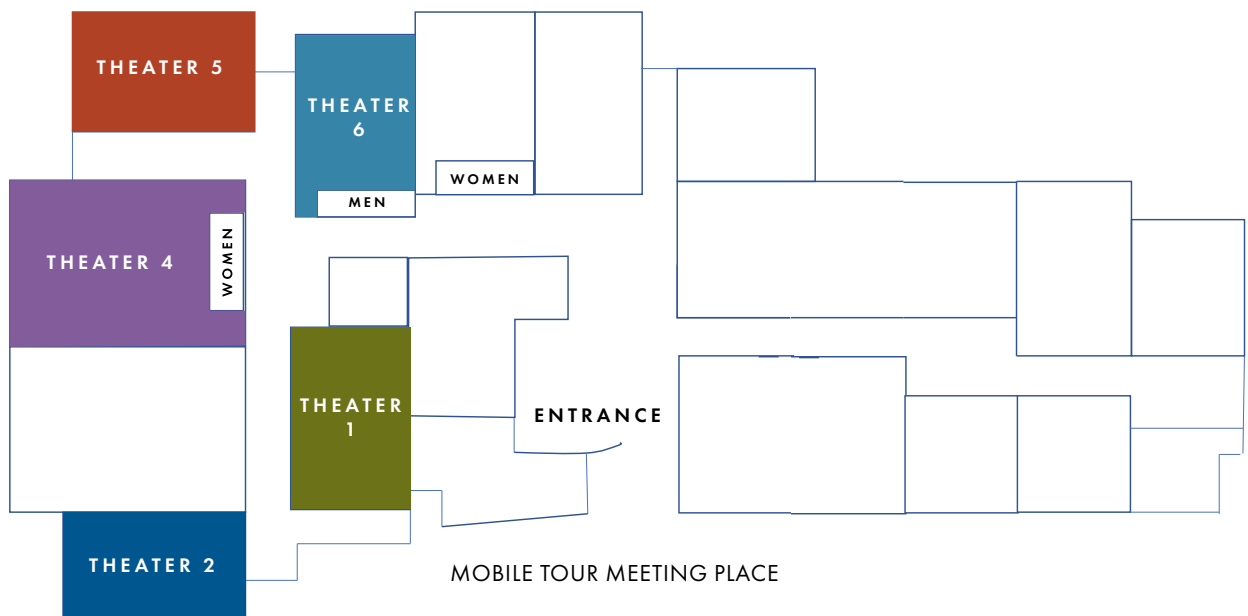 THEATER 5
THEATER
6
MEN
WOMEN
THEATER 4
WOMEN
THEATER
1
ENTRANCE
THEATER 2
MOBILE TOUR MEETING PLACE